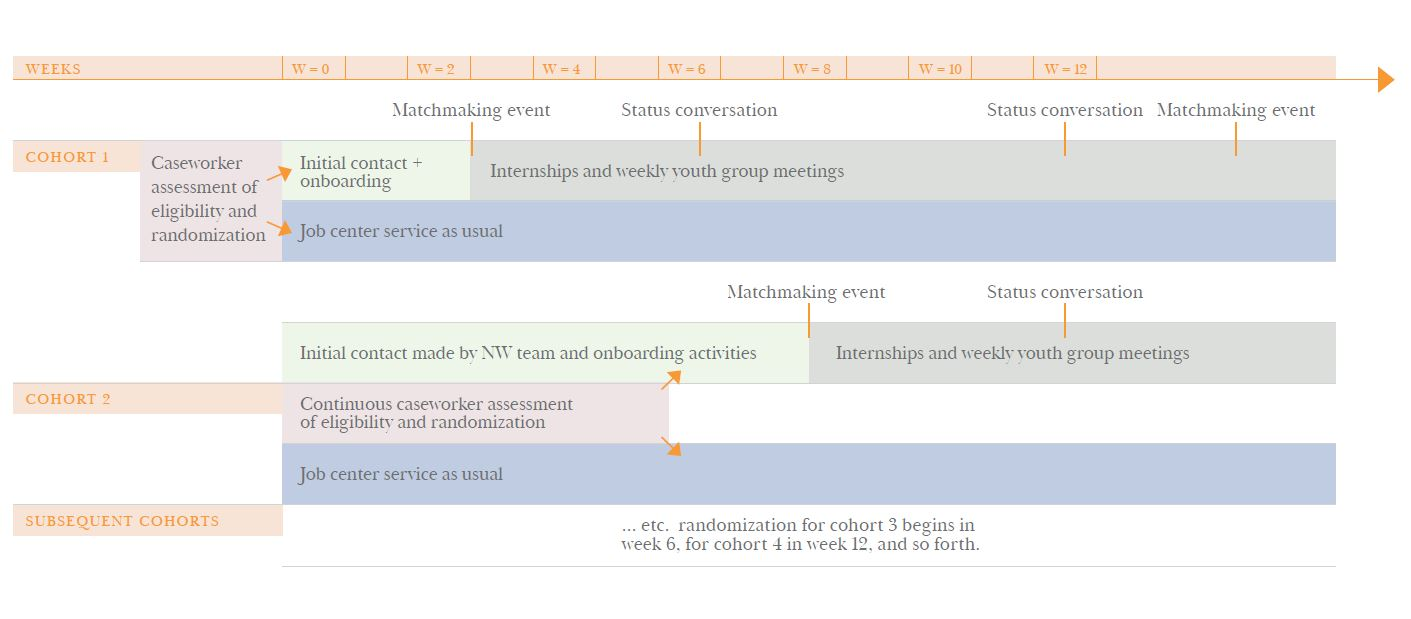 WEEKS
W = 0
W = 2
W = 4
W = 6
W = 8
W = 10
W = 12
Matchmaking event
Status conversation
Status conversation
Matchmaking event
COHORT 1
Caseworker
assessment of
eligibility and
randomization
Initial contact +
onboarding
Internships and weekly youth group meetings
Job center service as usual
Matchmaking event
Status conversation
Initial contact made by NW team and onboarding activities
Internships and weekly youth group meetings
COHORT 2
Continuous caseworker assessment
of eligibility and randomization
Job center service as usual
SUBSEQUENT COHORTS
... etc. randomization for cohort 3 begins in
week 6, for cohort 4 in week 12, and so forth.